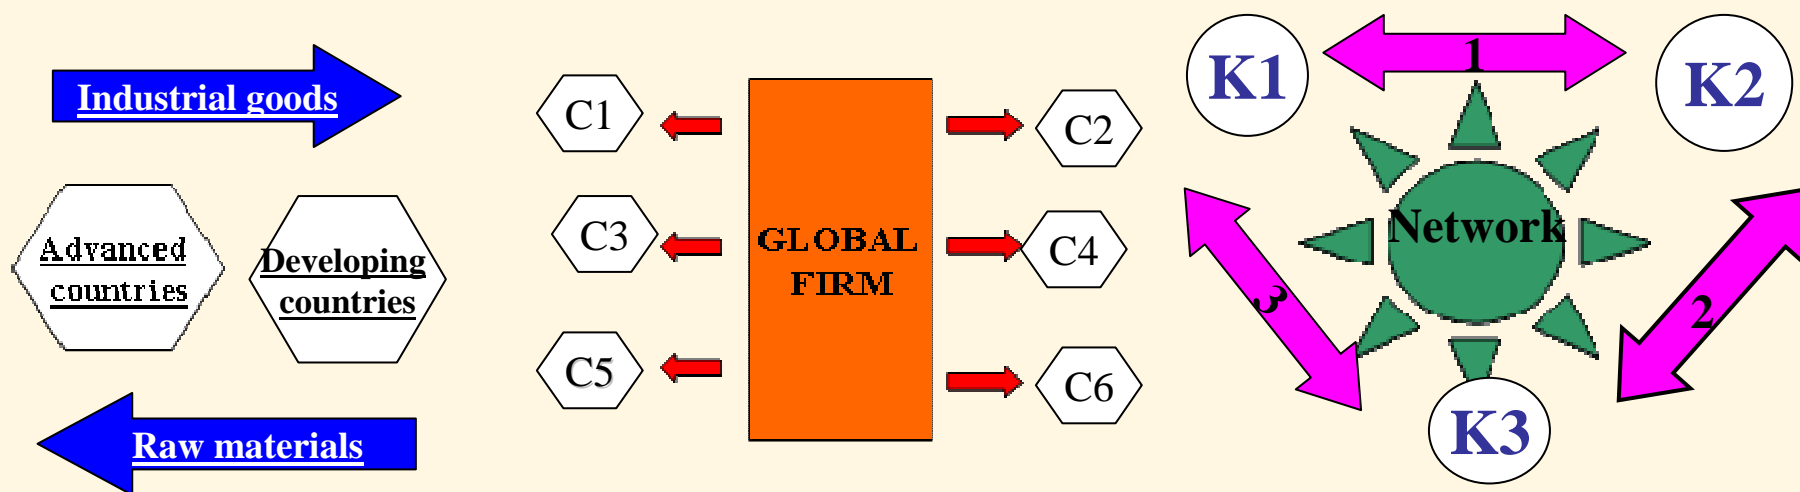 Industrial goods
Advanced
countries
Developing
countries
Raw materials
C1
C2
C3
C4
C5
C6
GLOBAL
FIRM
K1
1
K2
Network
3
2
K3